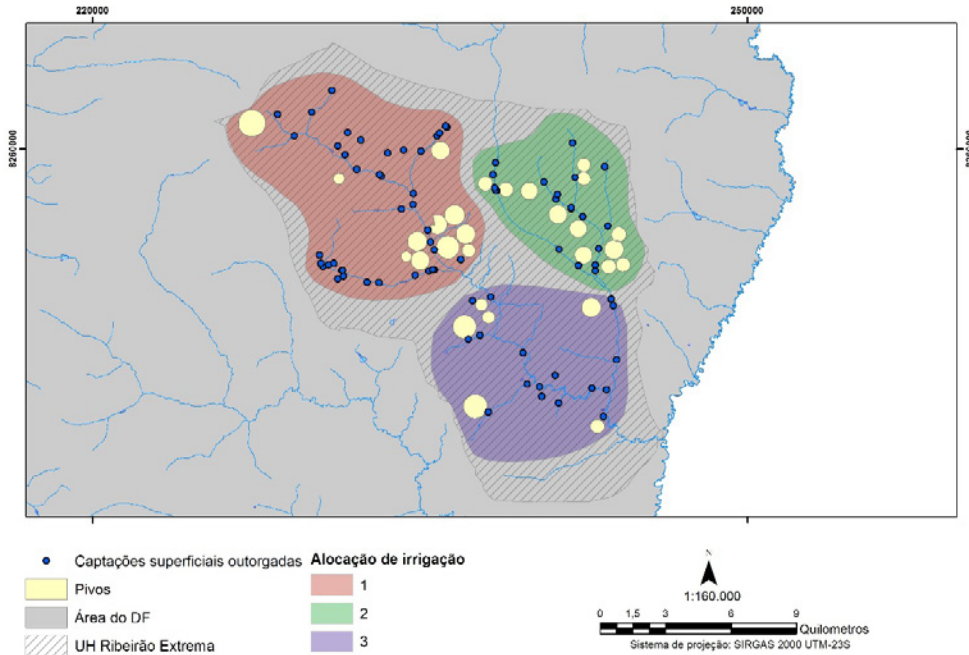 220000 250000
8260000 8260000
Captações superficiais outorgadas
Pivos
Área do DF
UH Ribeirão Extrema
Alocação de irrigação
1
2
3
N
1:160.000
0 1,5 3 6 9
Quilometros
Sistema de projeção: SIRGAS 2000 UTM-23S